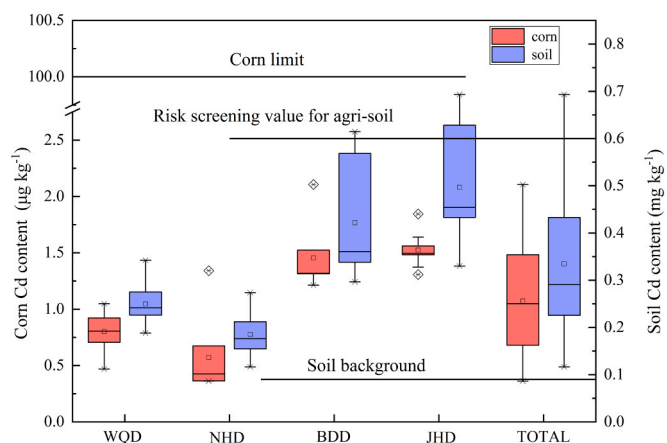 100.5
100.0
2.5
2.0
1.5
1.0
0.5
0.0
Corn Cd content (μg kg⁻¹)
corn
soil
Corn limit
Risk screening value for agri-soil
Soil background
0.8
0.7
0.6
0.5
0.4
0.3
0.2
0.1
0.0
Soil Cd content (mg kg⁻¹)
WQD NHD BDD JHD TOTAL